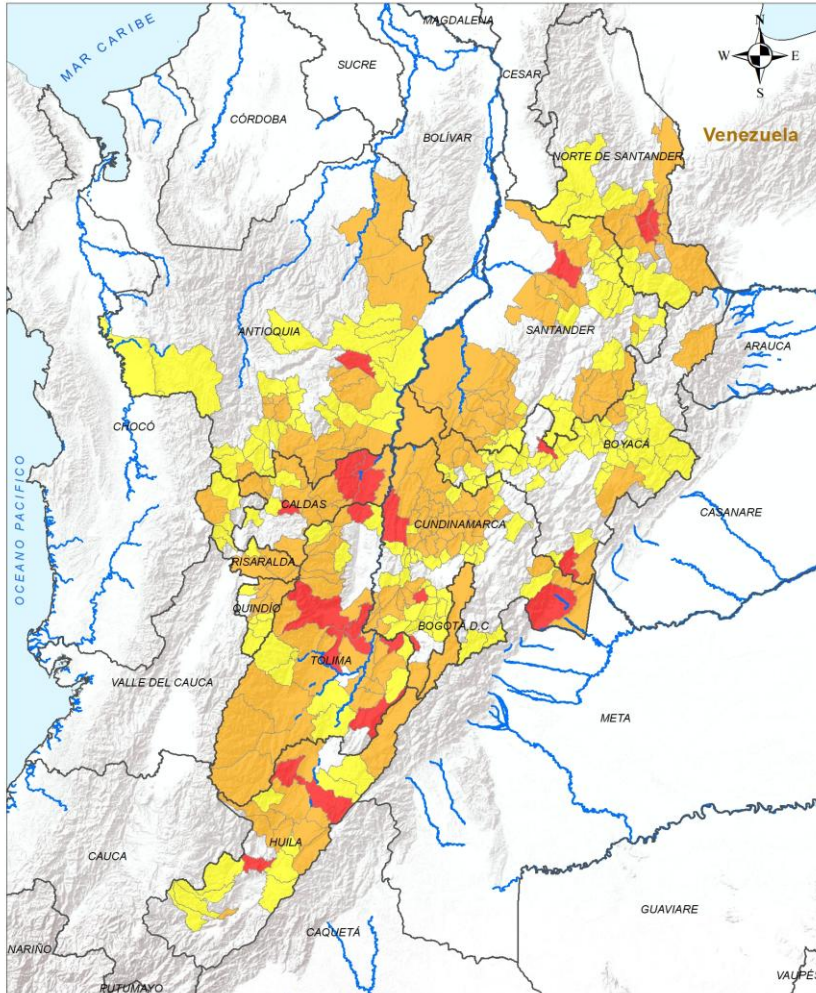 MAGDALENA
N
MAR CARIBE
W
E
SUCRE
CESAR
S
CÓRDOBA
BOLÍVAR
Venezuela
NORTE DE SANTANDER
ANTIOQUIA
SANTANDER
ARAUCA
CHOCÓ
BOYACÁ
OCEANO PACIFICO
CALDAS
CUNDINAMARCA
CASANARE
RISARALDA
QUINDÍO
BOGOTÁ, D.C
TOLIMA
VALLE DEL CAUCA
META
HUILA
CAUCA
GUAVIARE
CAQUETÁ
NARIÑO
VAUPÉS
PUTUMAYO